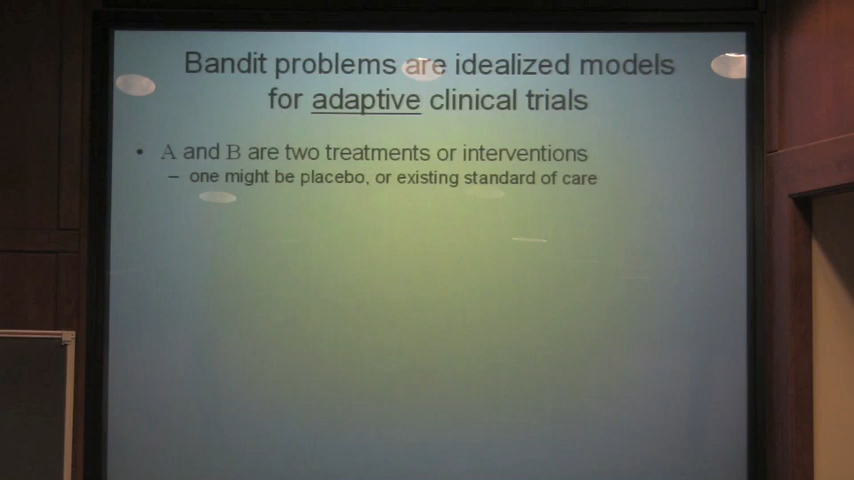 Bandit problems are idealized models
for adaptive clinical trials
• A and B are two treatments or interventions
– one might be placebo, or existing standard of care